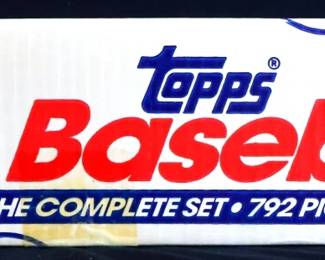 topps®
Baseb
HE COMPLETE SET • 792 PI